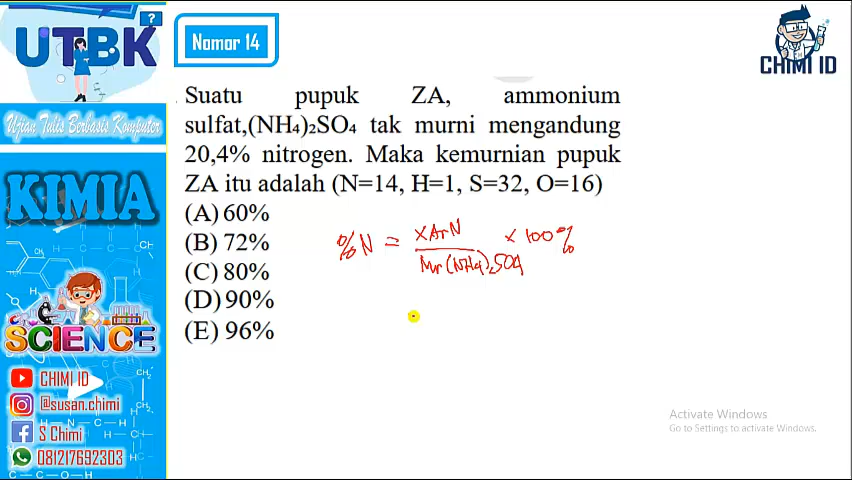 UTBK
?
Ujian Tulis Berbasis Komputer
Nomor 14
CHIMI ID
Suatu pupuk ZA, ammonium
sulfat,(NH₄)₂SO₄ tak murni mengandung
20,4% nitrogen. Maka kemurnian pupuk
ZA itu adalah (N=14, H=1, S=32, O=16)
(A) 60%
(B) 72%
(C) 80%
(D) 90%
(E) 96%
%N = xArN / Mr(NH4)2SO4 x 100%
KIMIA
SCIENCE
CHIMI ID
@susan.chimi
S Chimi
081217692303
Activate Windows
Go to Settings to activate Windows.